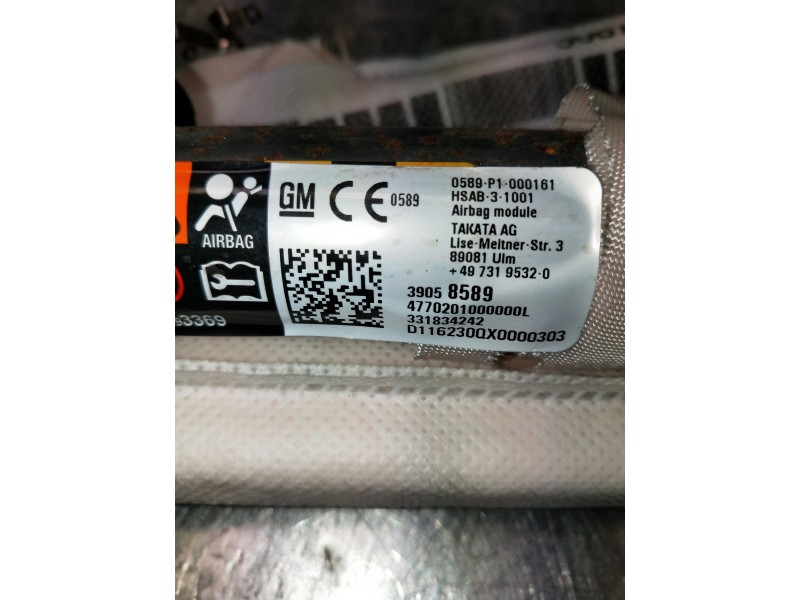 0589-P1-000161
HSAB-3-1001
Airbag module
GM CE 0589
TAKATA AG
Lise-Meitner-Str. 3
89081 Ulm
+49 731 9532-0
AIRBAG
3905 8589
4770201000000L
331834242
D116230QX0000303
3369